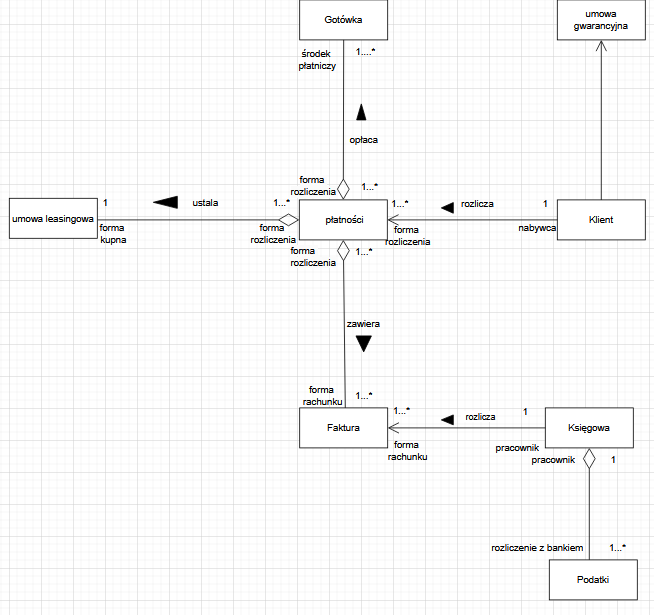 Gotówka
umowa
gwarancyjna
środek
płatniczy
1....*
opłaca
forma
rozliczenia
1...*
1
ustala
1...*
1...*
rozlicza
1
umowa leasingowa
płatności
Klient
forma
kupna
forma
rozliczenia
forma
rozliczenia
nabywca
forma
rozliczenia
1...*
zawiera
forma
rachunku
1...*
1...*
rozlicza
1
Faktura
Księgowa
forma
rachunku
pracownik
pracownik
1
rozliczenie z bankiem
1...*
Podatki